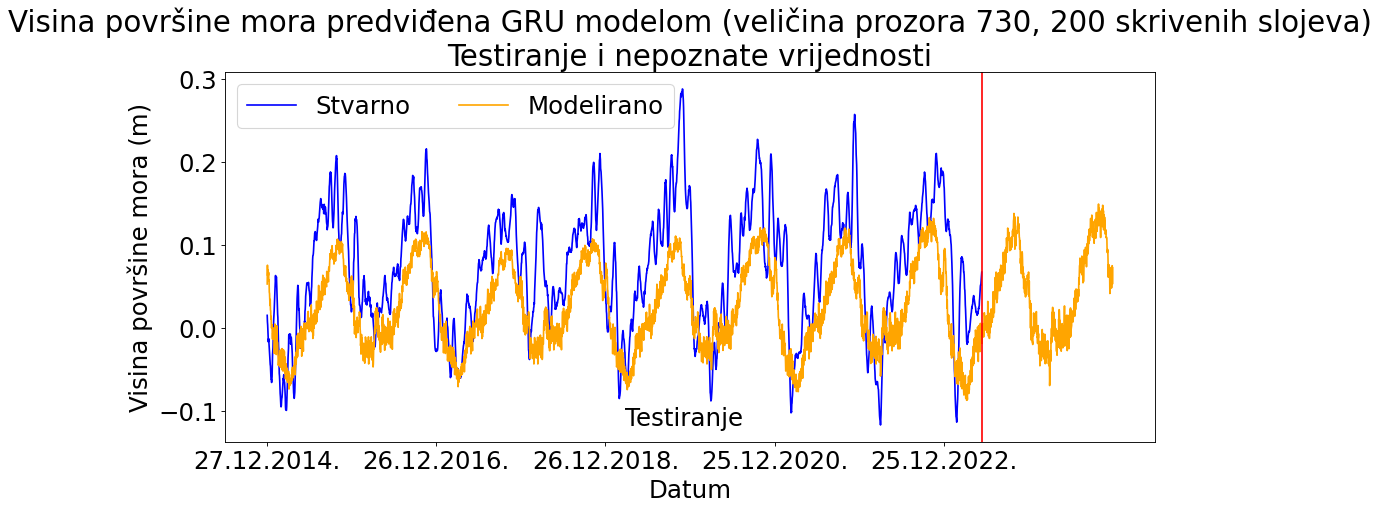 Visina površine mora predviđena GRU modelom (veličina prozora 730, 200 skrivenih slojeva)
Testiranje i nepoznate vrijednosti
Stvarno
Modelirano
Visina površine mora (m)
0.3
0.2
0.1
0.0
−0.1
Testiranje
27.12.2014.
26.12.2016.
26.12.2018.
25.12.2020.
25.12.2022.
Datum